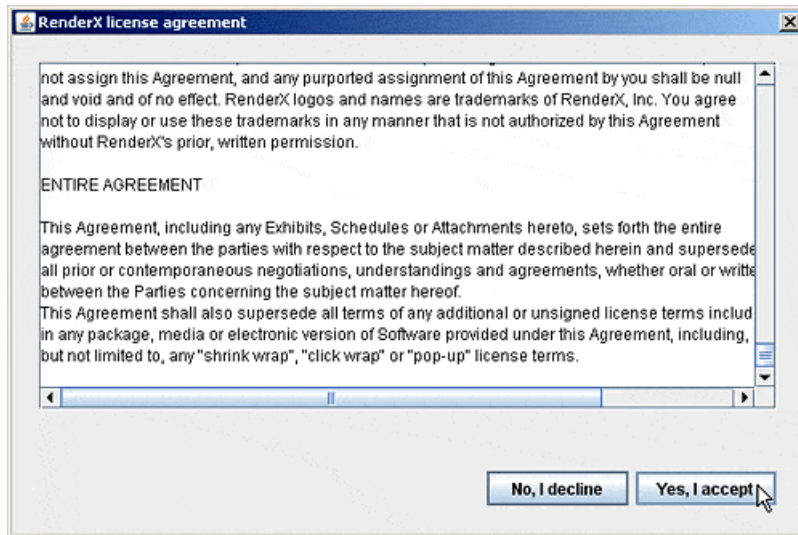 RenderX license agreement
not assign this Agreement, and any purported assignment of this Agreement by you shall be null
and void and of no effect. RenderX logos and names are trademarks of RenderX, Inc. You agree
not to display or use these trademarks in any manner that is not authorized by this Agreement
without RenderX's prior, written permission.
ENTIRE AGREEMENT
This Agreement, including any Exhibits, Schedules or Attachments hereto, sets forth the entire
agreement between the parties with respect to the subject matter described herein and supersede
all prior or contemporaneous negotiations, understandings and agreements, whether oral or writte
between the Parties concerning the subject matter hereof.
This Agreement shall also supersede all terms of any additional or unsigned license terms includ
in any package, media or electronic version of Software provided under this Agreement, including,
but not limited to, any "shrink wrap", "click wrap" or "pop-up" license terms.
No, I decline
Yes, I accept